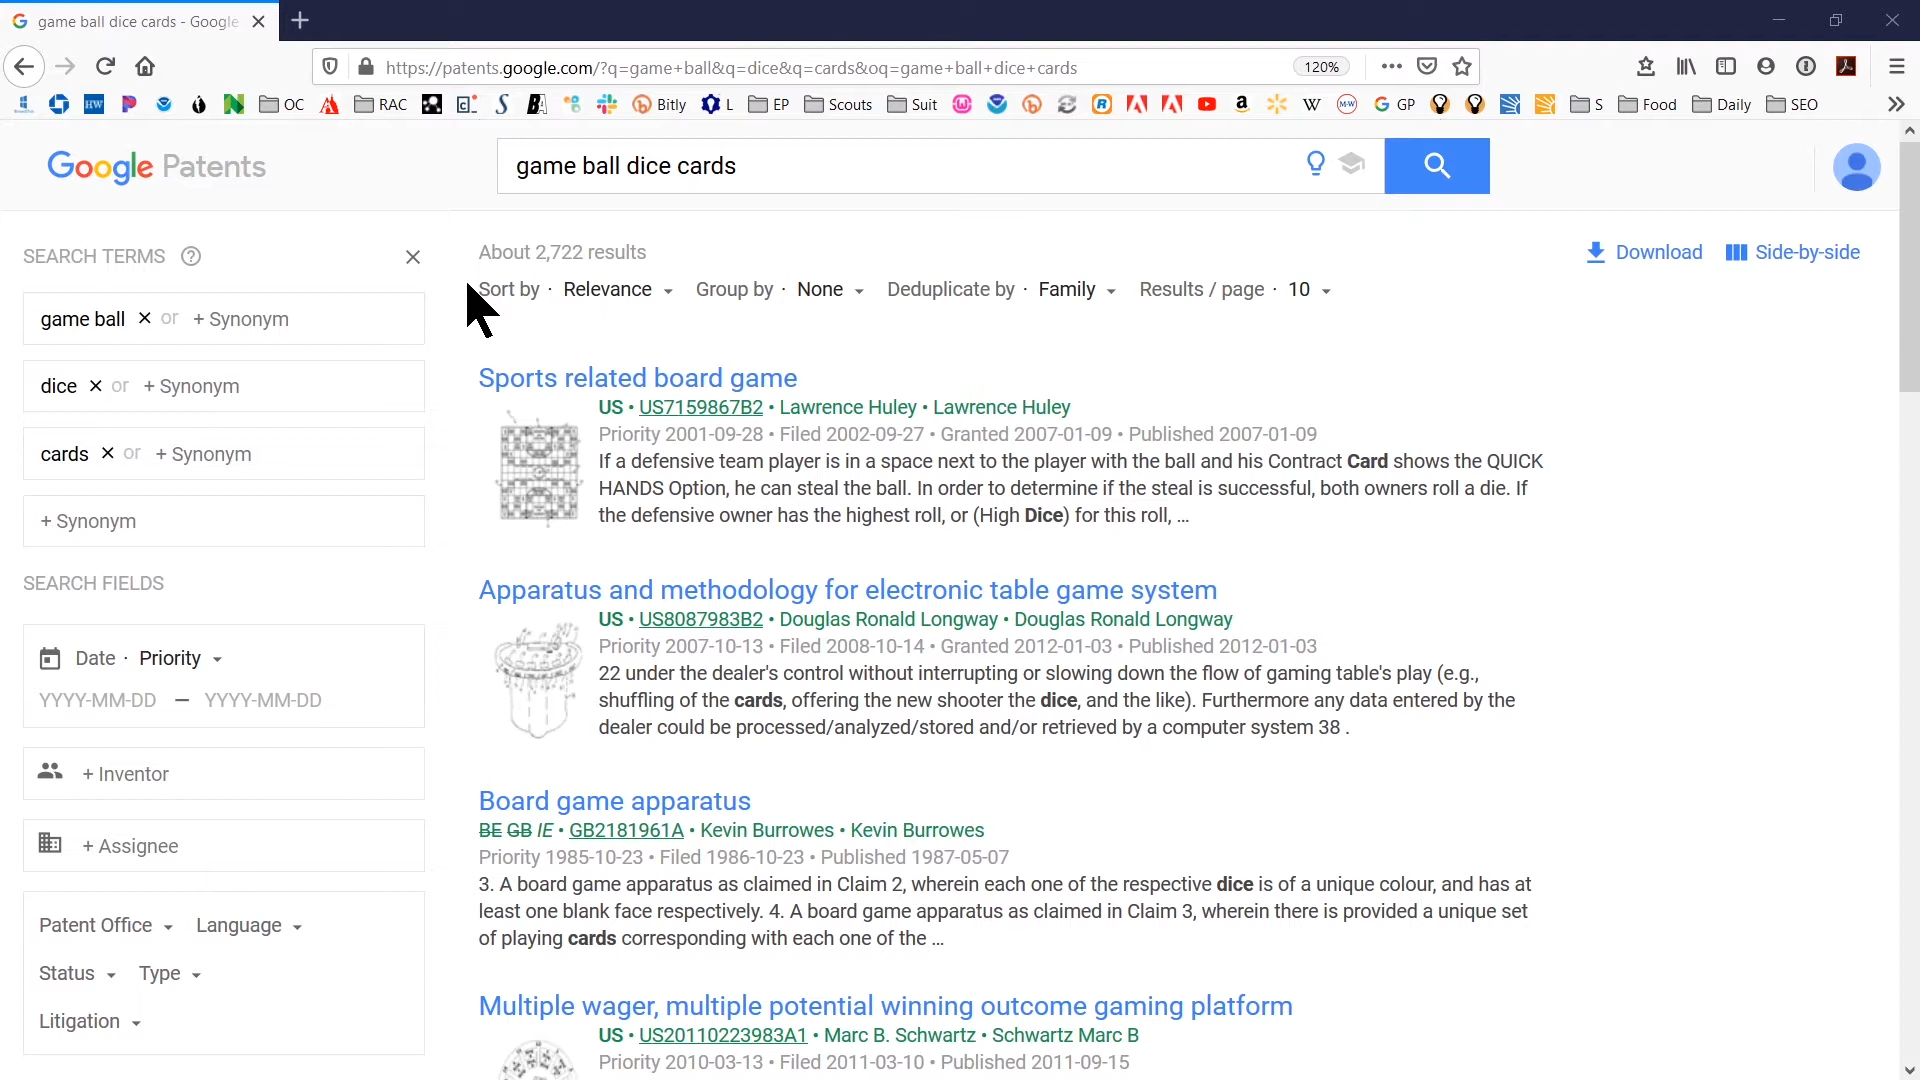 game ball dice cards - Google
https://patents.google.com/?q=game+ball&q=dice&q=cards&oq=game+ball+dice+cards
120%
HW
OC
RAC
Bitly
L
EP
Scouts
Suit
W
M-W
GP
S
Food
Daily
SEO
Google Patents
game ball dice cards
SEARCH TERMS
game ball × or + Synonym
dice × or + Synonym
cards × or + Synonym
+ Synonym
SEARCH FIELDS
Date · Priority
YYYY-MM-DD — YYYY-MM-DD
+ Inventor
+ Assignee
Patent Office Language
Status Type
Litigation
About 2,722 results
Download Side-by-side
Sort by · Relevance Group by · None Deduplicate by · Family Results / page · 10
Sports related board game
US • US7159867B2 • Lawrence Huley • Lawrence Huley
Priority 2001-09-28 • Filed 2002-09-27 • Granted 2007-01-09 • Published 2007-01-09
If a defensive team player is in a space next to the player with the ball and his Contract Card shows the QUICK
HANDS Option, he can steal the ball. In order to determine if the steal is successful, both owners roll a die. If
the defensive owner has the highest roll, or (High Dice) for this roll, ...
Apparatus and methodology for electronic table game system
US • US8087983B2 • Douglas Ronald Longway • Douglas Ronald Longway
Priority 2007-10-13 • Filed 2008-10-14 • Granted 2012-01-03 • Published 2012-01-03
22 under the dealer's control without interrupting or slowing down the flow of gaming table's play (e.g.,
shuffling of the cards, offering the new shooter the dice, and the like). Furthermore any data entered by the
dealer could be processed/analyzed/stored and/or retrieved by a computer system 38 .
Board game apparatus
BE GB IE • GB2181961A • Kevin Burrowes • Kevin Burrowes
Priority 1985-10-23 • Filed 1986-10-23 • Published 1987-05-07
3. A board game apparatus as claimed in Claim 2, wherein each one of the respective dice is of a unique colour, and has at
least one blank face respectively. 4. A board game apparatus as claimed in Claim 3, wherein there is provided a unique set
of playing cards corresponding with each one of the ...
Multiple wager, multiple potential winning outcome gaming platform
US • US20110223983A1 • Marc B. Schwartz • Schwartz Marc B
Priority 2010-03-13 • Filed 2011-03-10 • Published 2011-09-15